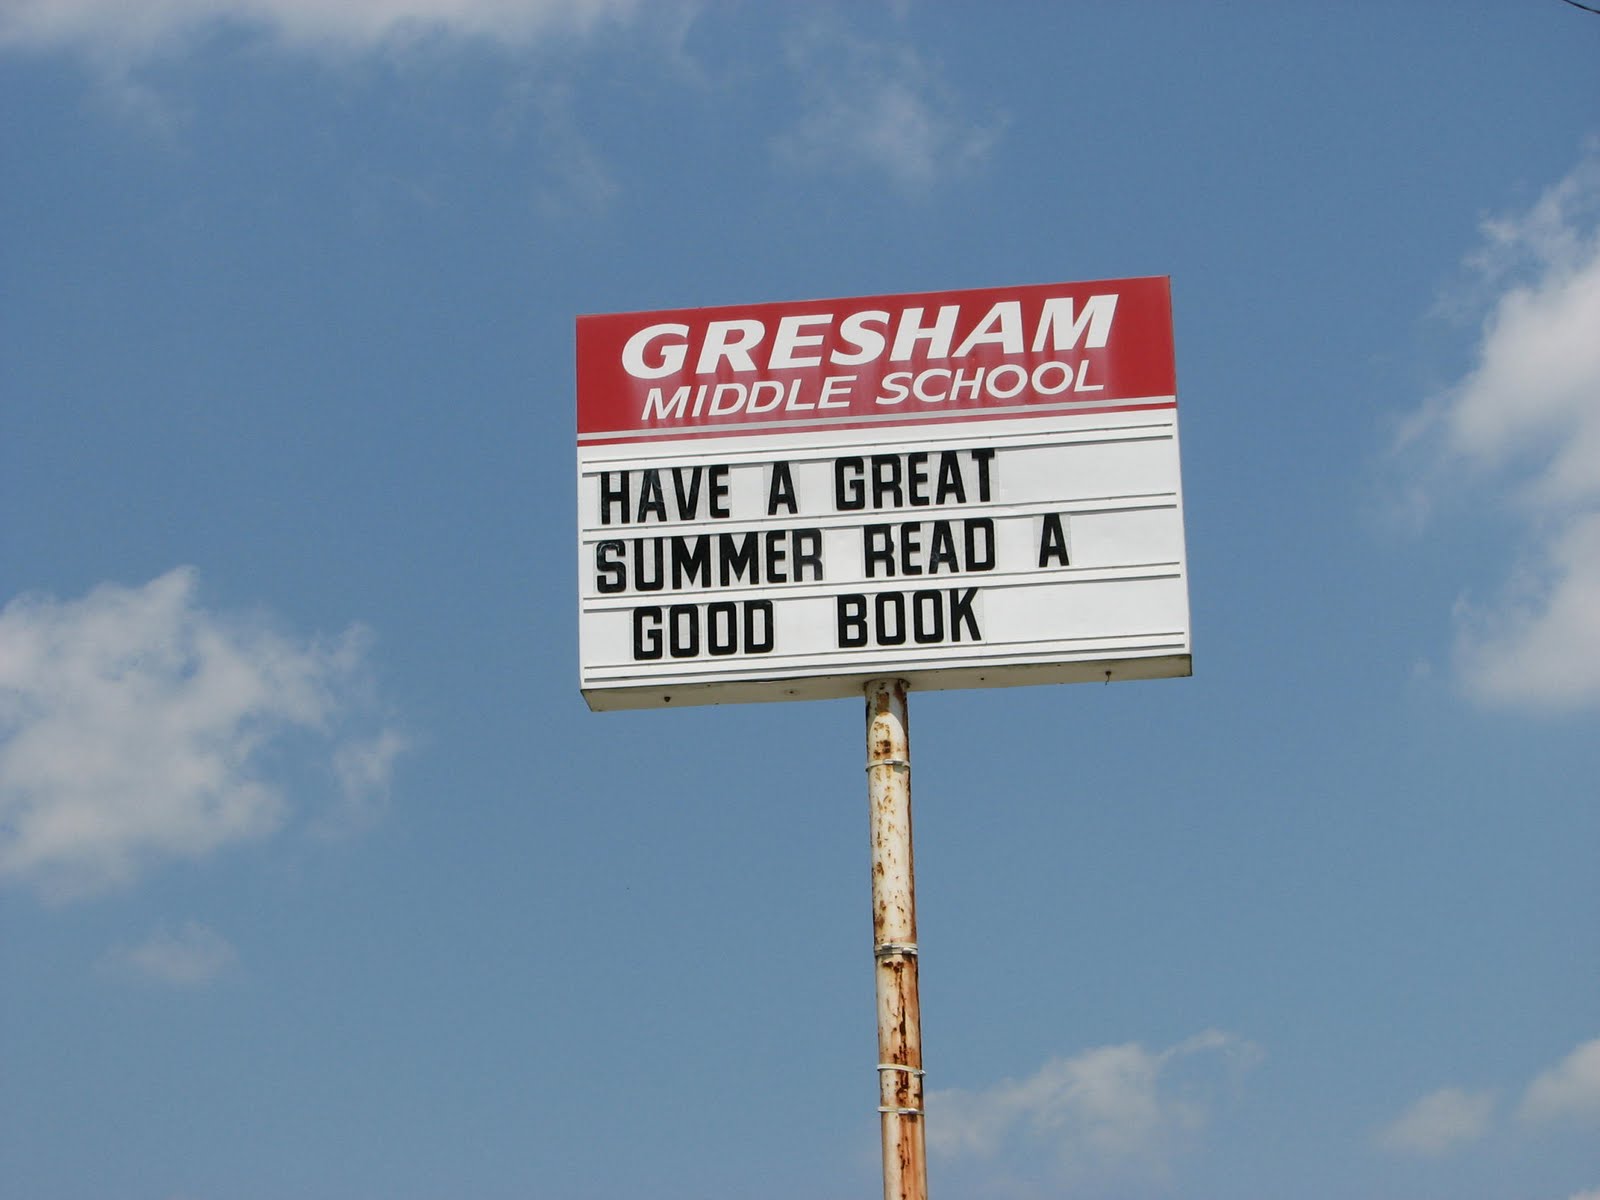 GRESHAM
MIDDLE SCHOOL
HAVE A GREAT
SUMMER READ A
GOOD BOOK